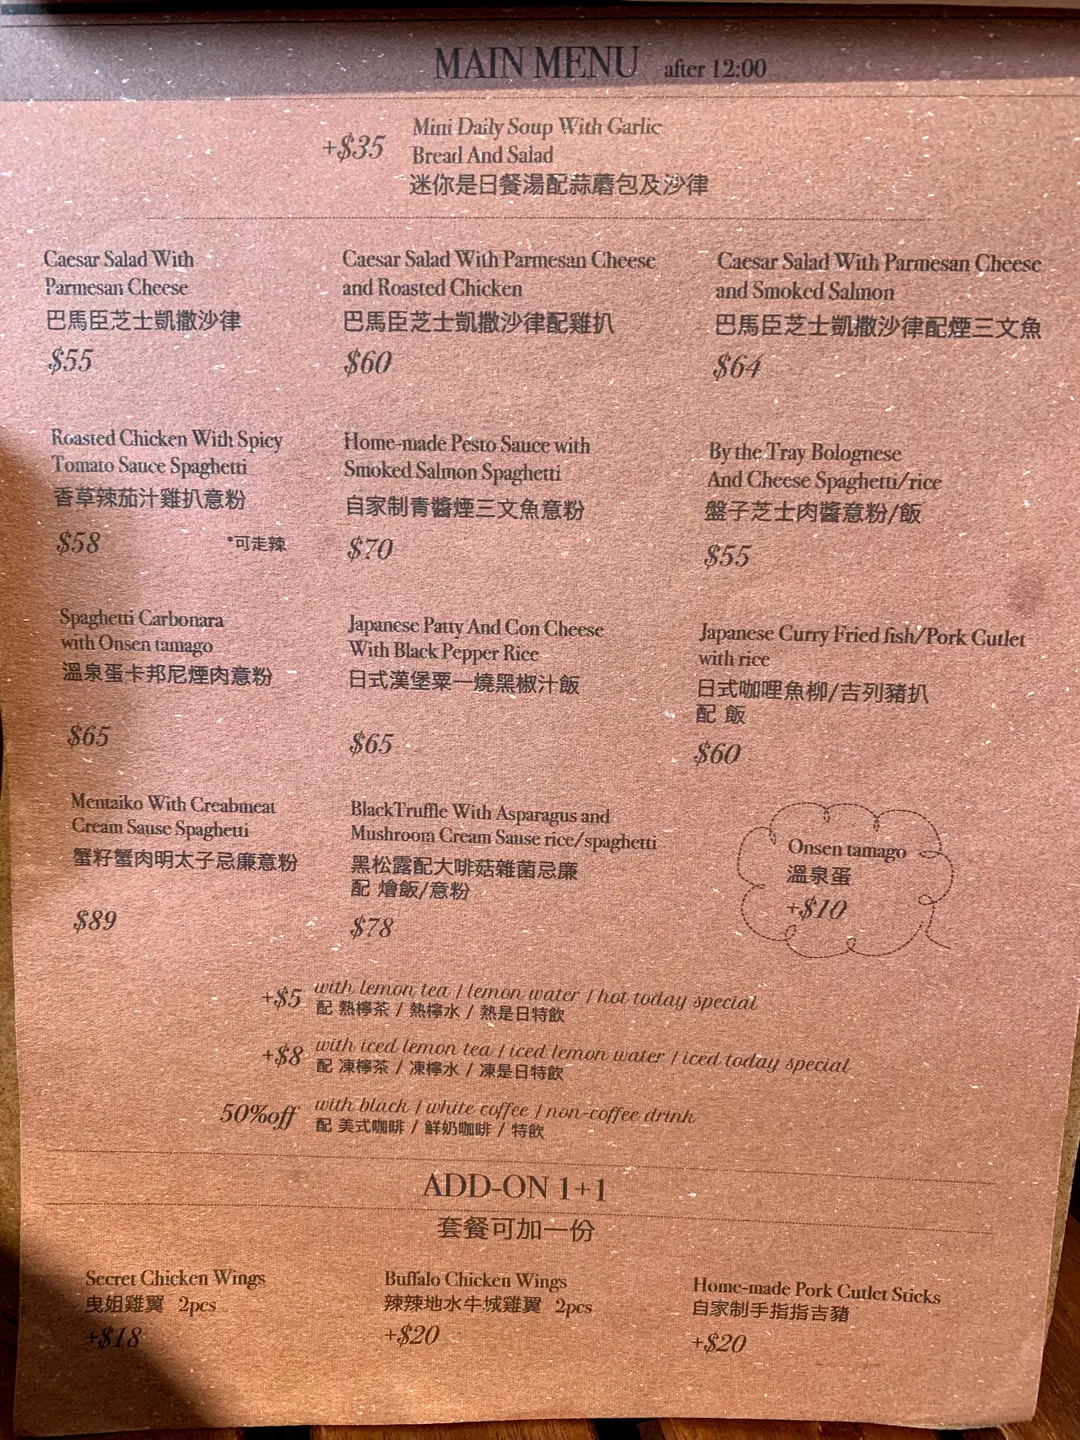 MAIN MENU after 12:00
+$35
Mini Daily Soup With Garlic
Bread And Salad
迷你是日餐湯配蒜蓉包及沙律
Caesar Salad With
Parmesan Cheese
巴馬臣芝士凱撒沙律
$55
Caesar Salad With Parmesan Cheese
and Roasted Chicken
巴馬臣芝士凱撒沙律配雞扒
$60
Caesar Salad With Parmesan Cheese
and Smoked Salmon
巴馬臣芝士凱撒沙律配煙三文魚
$64
Roasted Chicken With Spicy
Tomato Sauce Spaghetti
香草辣茄汁雞扒意粉
$58 *可走辣
Home-made Pesto Sauce with
Smoked Salmon Spaghetti
自家制青醬煙三文魚意粉
$70
By the Tray Bolognese
And Cheese Spaghetti/rice
盤子芝士肉醬意粉/飯
$55
Spaghetti Carbonara
with Onsen tamago
溫泉蛋卡邦尼煙肉意粉
$65
Japanese Patty And Con Cheese
With Black Pepper Rice
日式漢堡粟一燒黑椒汁飯
$65
Japanese Curry Fried fish/Pork Cutlet
with rice
日式咖哩魚柳/吉列豬扒
配 飯
$60
Mentaiko With Creabmeat
Cream Sause Spaghetti
蟹籽蟹肉明太子忌廉意粉
$89
BlackTruffle With Asparagus and
Mushroom Cream Sause rice/spaghetti
黑松露配大啡菇雜菌忌廉
配 燴飯/意粉
$78
Onsen tamago
溫泉蛋
+$10
+$5 with lemon tea / lemon water / hot today special
配 熱檸茶 / 熱檸水 / 熱是日特飲
+$8 with iced lemon tea / iced lemon water / iced today special
配 凍檸茶 / 凍檸水 / 凍是日特飲
50%off with black / white coffee / non-coffee drink
配 美式咖啡 / 鮮奶咖啡 / 特飲
ADD-ON 1+1
套餐可加一份
Secret Chicken Wings
曳姐雞翼 2pcs
+$18
Buffalo Chicken Wings
辣辣地水牛城雞翼 2pcs
+$20
Home-made Pork Cutlet Sticks
自家制手指指吉豬
+$20